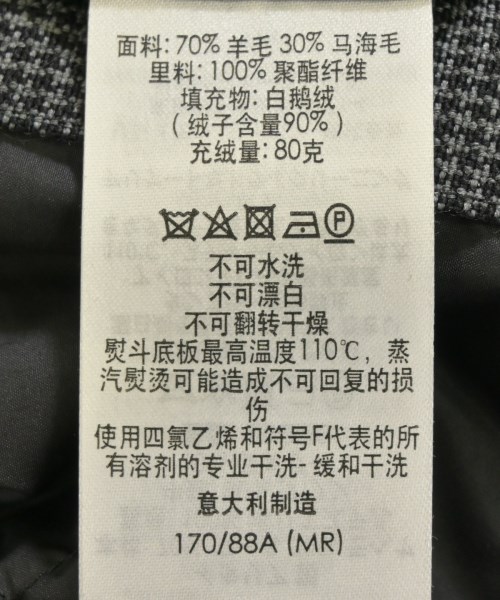 面料: 70% 羊毛 30% 马海毛
里料: 100% 聚酯纤维
填充物: 白鹅绒
( 绒子含量90% )
充绒量: 80克
P
不可水洗
不可漂白
不可翻转干燥
熨斗底板最高温度110℃, 蒸
汽熨烫可能造成不可回复的损
伤
使用四氯乙烯和符号F代表的所
有溶剂的专业干洗- 缓和干洗
意大利制造
170/88A (MR)